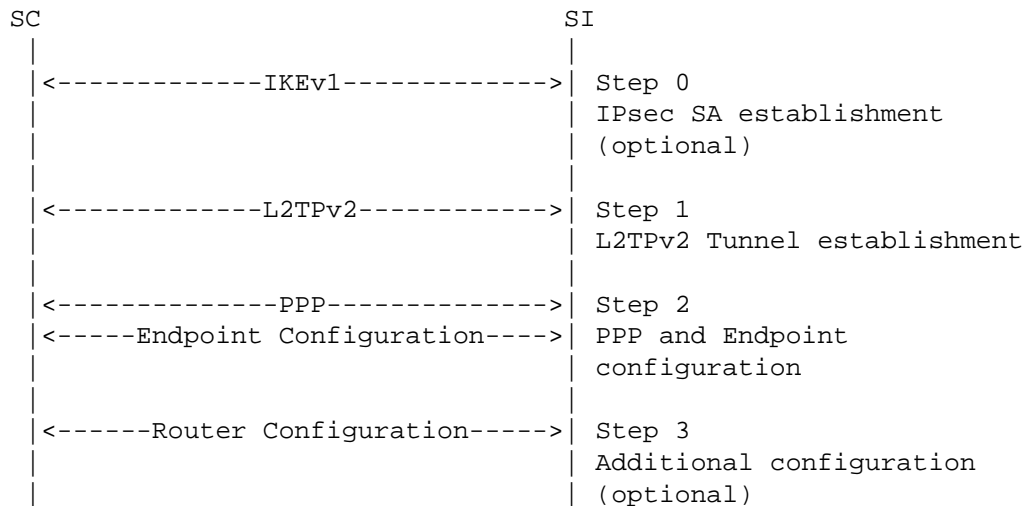 SC                                  SI
|                                   |
|<-------------IKEv1------------->| Step 0
|                                   | IPsec SA establishment
|                                   | (optional)
|                                   |
|<-------------L2TPv2------------>| Step 1
|                                   | L2TPv2 Tunnel establishment
|                                   |
|<--------------PPP-------------->| Step 2
|<-----Endpoint Configuration---->| PPP and Endpoint
|                                   | configuration
|                                   |
|<------Router Configuration----->| Step 3
|                                   | Additional configuration
|                                   | (optional)